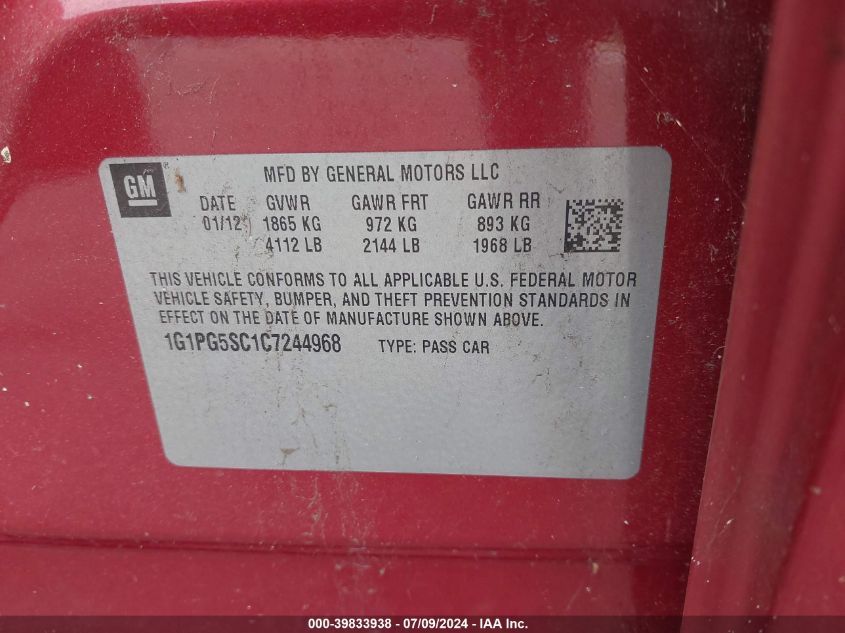 GM
MFD BY GENERAL MOTORS LLC
DATE GVWR GAWR FRT GAWR RR
01/12 1865 KG 972 KG 893 KG
4112 LB 2144 LB 1968 LB
THIS VEHICLE CONFORMS TO ALL APPLICABLE U.S. FEDERAL MOTOR
VEHICLE SAFETY, BUMPER, AND THEFT PREVENTION STANDARDS IN
EFFECT ON THE DATE OF MANUFACTURE SHOWN ABOVE.
1G1PG5SC1C7244968 TYPE: PASS CAR
000-39833938 - 07/09/2024 - IAA Inc.